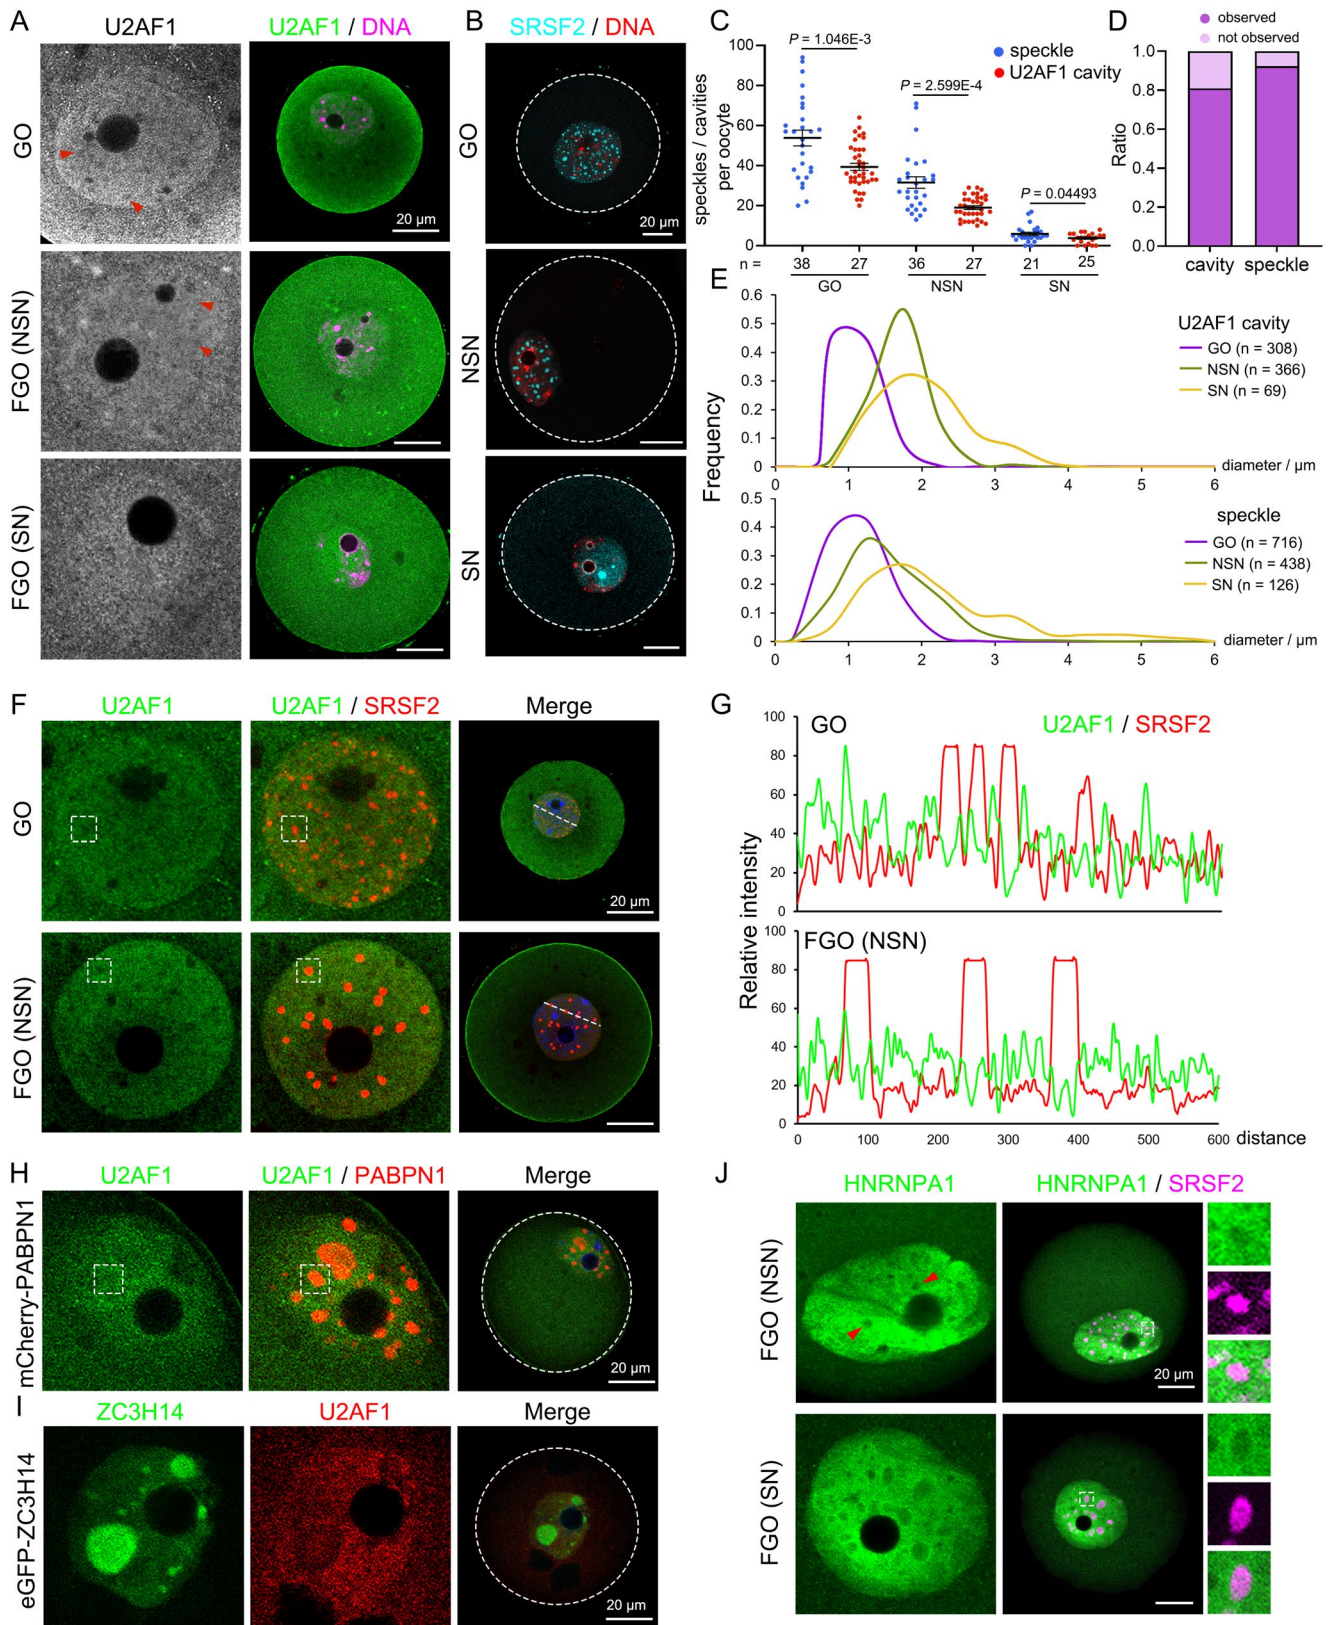 A
U2AF1
U2AF1 / DNA
GO
20 µm
FGO (NSN)
FGO (SN)
B
SRSF2 / DNA
GO
20 µm
NSN
SN
C
speckles / cavities
per oocyte
100
80
60
40
20
0
P = 1.046E-3
P = 2.599E-4
P = 0.04493
speckle
U2AF1 cavity
n =
38 27 36 27 21 25
GO NSN SN
D
observed
not observed
Ratio
1.0
0.8
0.6
0.4
0.2
0.0
cavity speckle
E
Frequency
0.6
0.5
0.4
0.3
0.2
0.1
0
U2AF1 cavity
GO (n = 308)
NSN (n = 366)
SN (n = 69)
diameter / µm
0 1 2 3 4 5 6
0.5
0.4
0.3
0.2
0.1
0
speckle
GO (n = 716)
NSN (n = 438)
SN (n = 126)
diameter / µm
0 1 2 3 4 5 6
F
U2AF1
U2AF1 / SRSF2
Merge
GO
20 µm
FGO (NSN)
G
Relative intensity
GO
U2AF1 / SRSF2
100
80
60
40
20
0
FGO (NSN)
100
80
60
40
20
0
0 100 200 300 400 500 600 distance
H
U2AF1
U2AF1 / PABPN1
Merge
mCherry-PABPN1
20 µm
I
ZC3H14
U2AF1
Merge
eGFP-ZC3H14
20 µm
J
HNRNPA1
HNRNPA1 / SRSF2
FGO (NSN)
20 µm
FGO (SN)